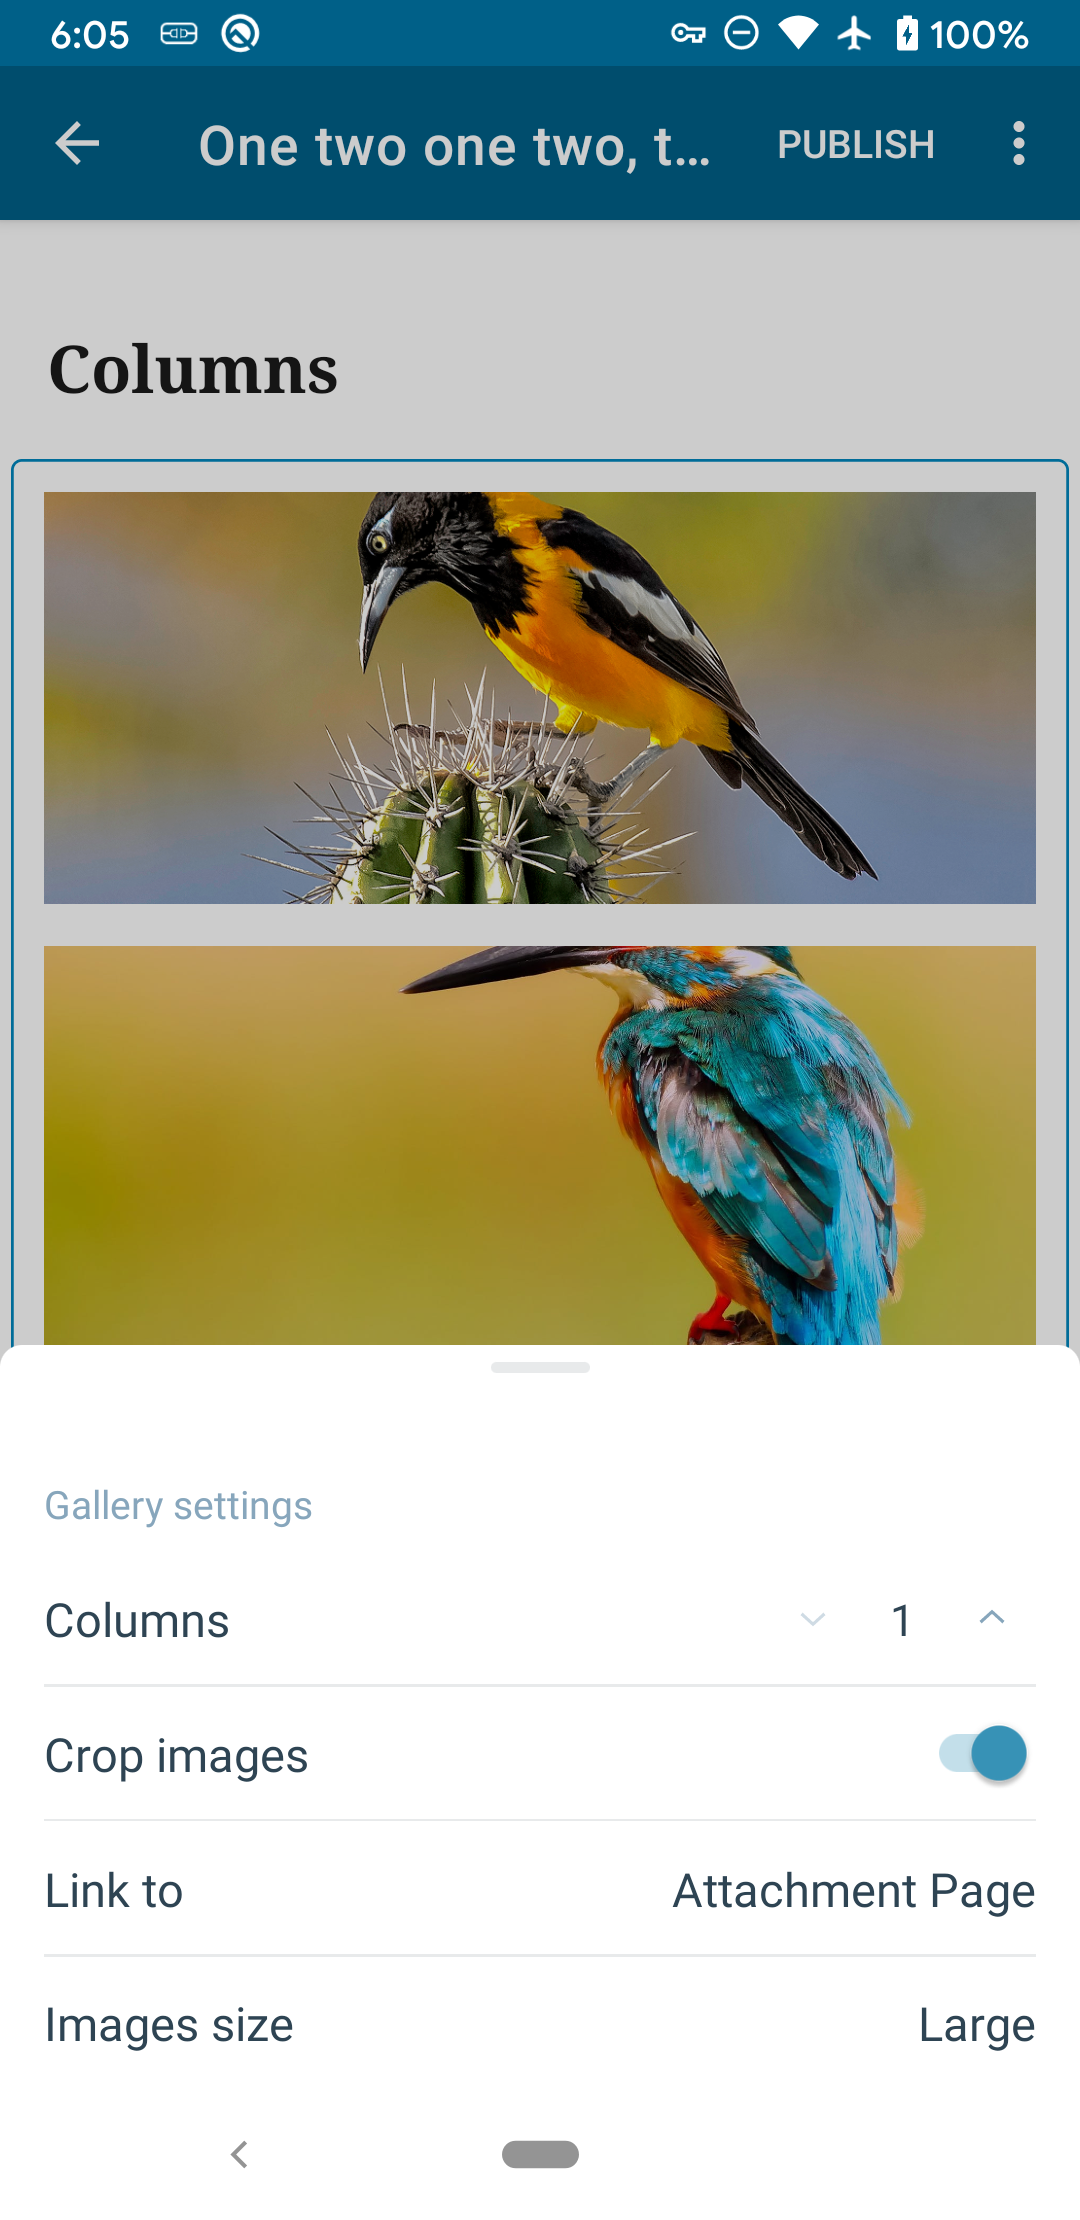 6:05
100%
One two one two, t...
PUBLISH
Columns
Gallery settings
Columns
1
Crop images
Link to
Attachment Page
Images size
Large